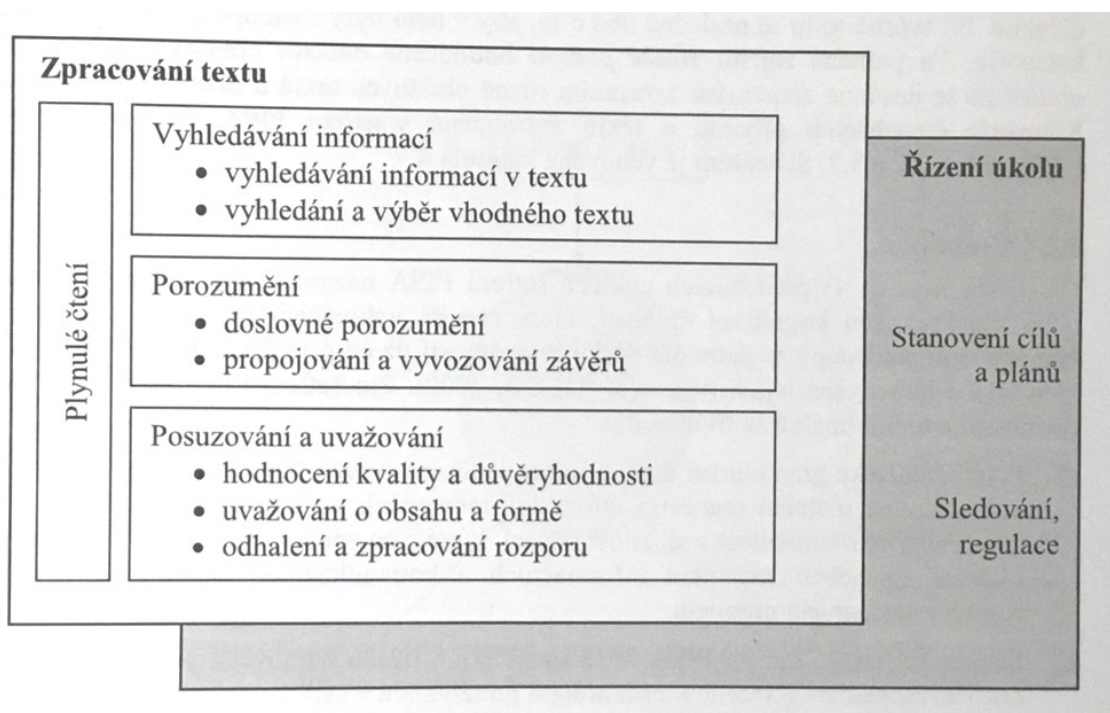 Zpracování textu
Plynulé čtení
Vyhledávání informací
• vyhledávání informací v textu
• vyhledání a výběr vhodného textu
Porozumění
• doslovné porozumění
• propojování a vyvozování závěrů
Posuzování a uvažování
• hodnocení kvality a důvěryhodnosti
• uvažování o obsahu a formě
• odhalení a zpracování rozporu
Řízení úkolu
Stanovení cílů
a plánů
Sledování,
regulace